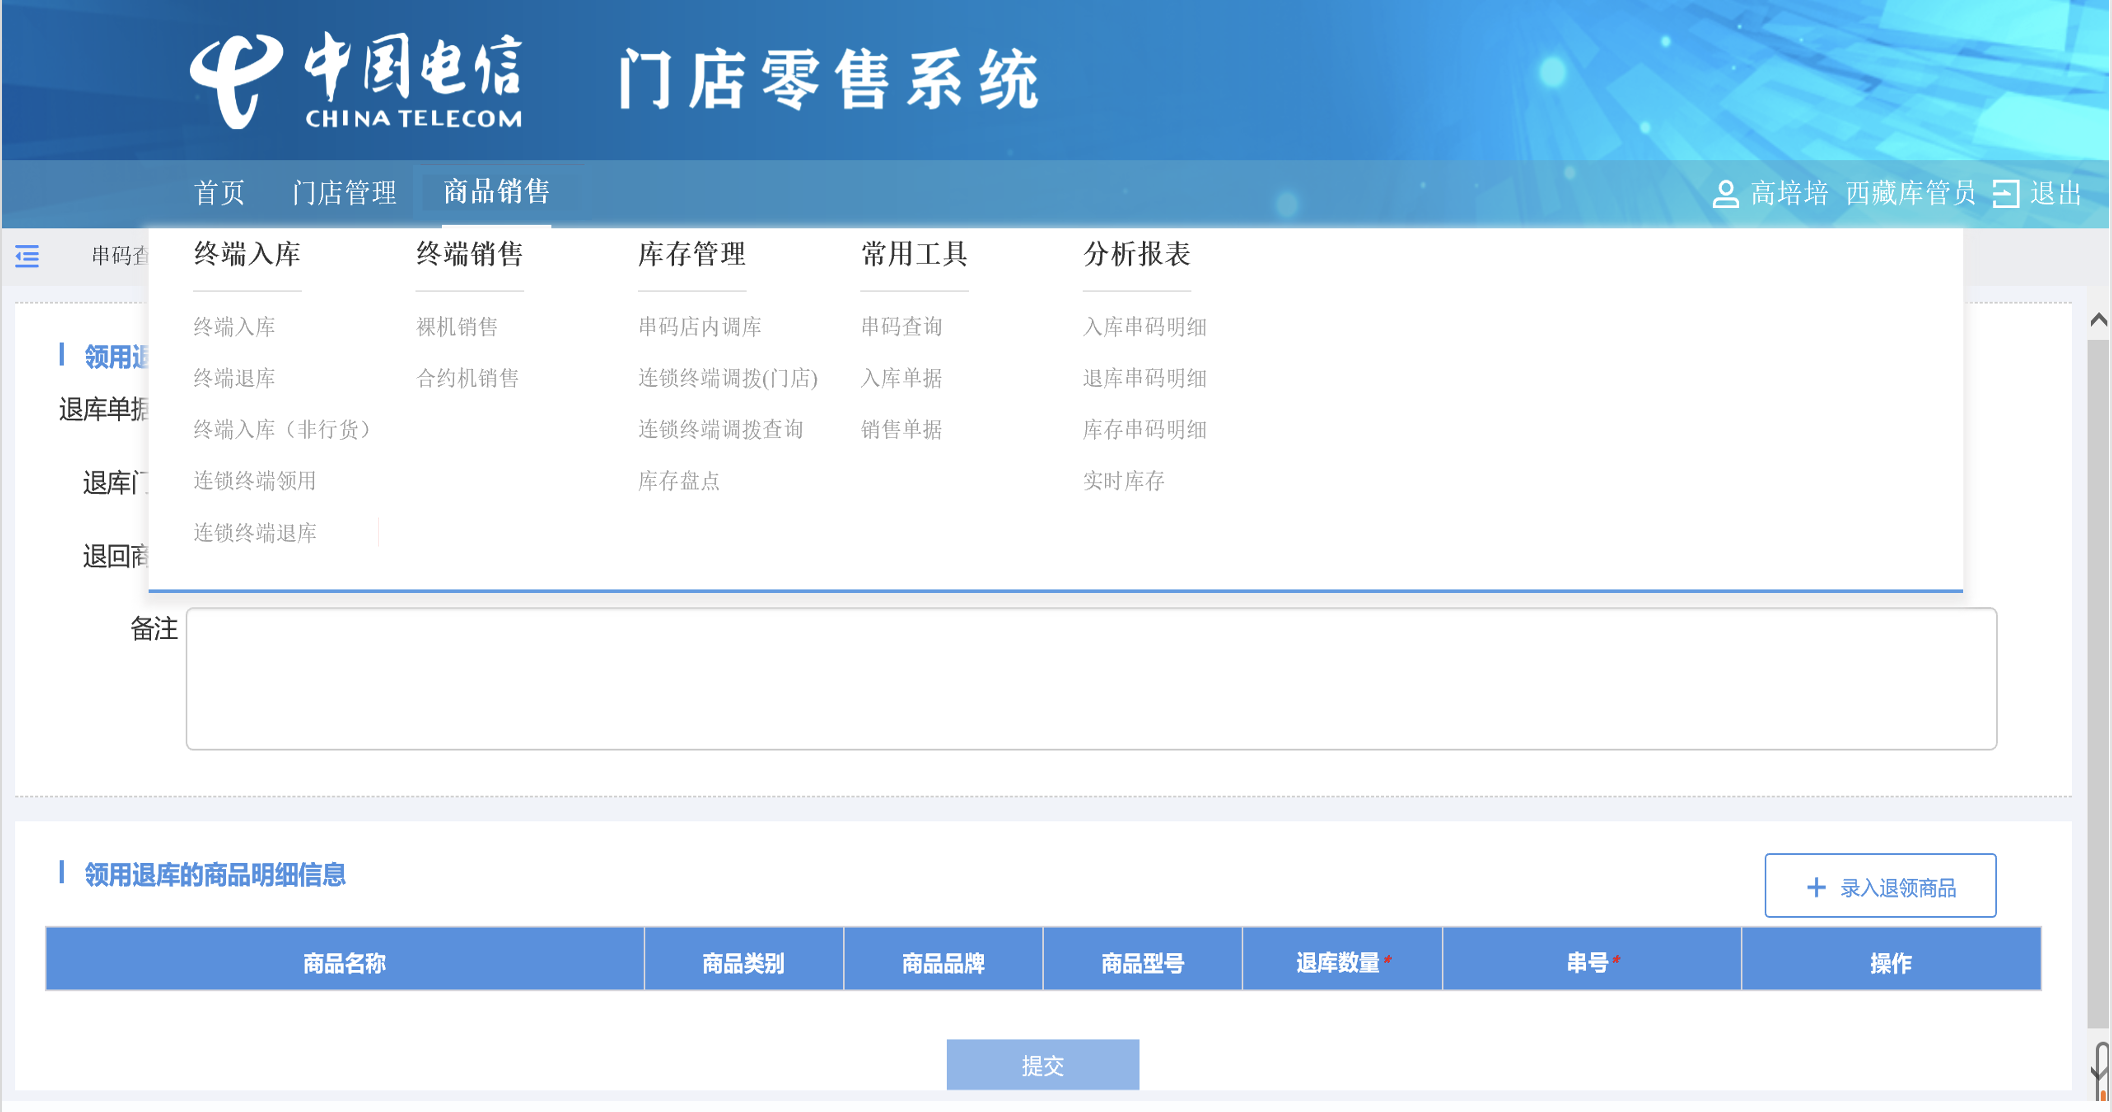 中国电信
CHINA TELECOM
门店零售系统
首页 门店管理 商品销售 高培培 西藏库管员 退出
串码查
终端入库 终端销售 库存管理 常用工具 分析报表
终端入库 裸机销售 串码店内调库 串码查询 入库串码明细
领用退
终端退库 合约机销售 连锁终端调拨(门店) 入库单据 退库串码明细
退库单据
终端入库（非行货） 连锁终端调拨查询 销售单据 库存串码明细
退库门
连锁终端领用 库存盘点 实时库存
连锁终端退库
退回商
备注
领用退库的商品明细信息
+ 录入退领商品
商品名称 商品类别 商品品牌 商品型号 退库数量* 串号* 操作
提交